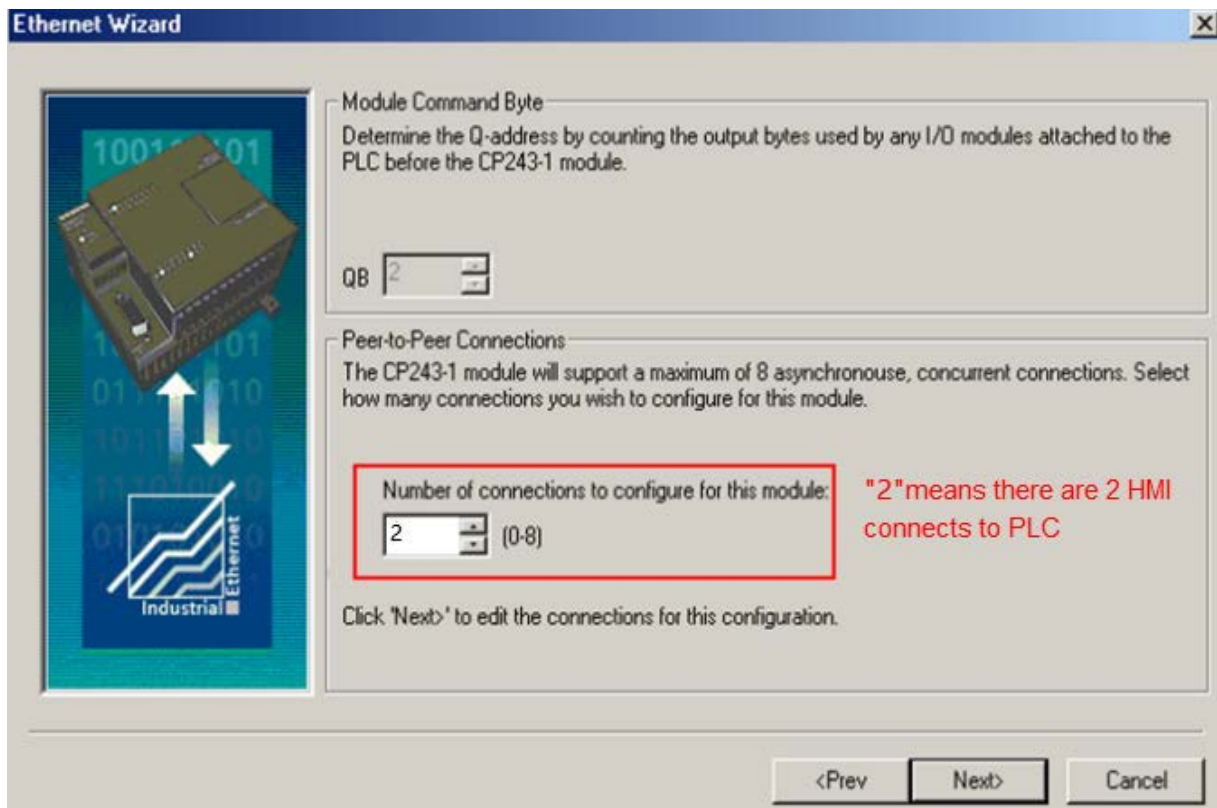 Ethernet Wizard
Module Command Byte
Determine the Q-address by counting the output bytes used by any I/O modules attached to the
PLC before the CP243-1 module.
QB 2
Peer-to-Peer Connections
The CP243-1 module will support a maximum of 8 asynchronouse, concurrent connections. Select
how many connections you wish to configure for this module.
Number of connections to configure for this module:
2 (0-8)
"2"means there are 2 HMI
connects to PLC
Click 'Next>' to edit the connections for this configuration.
Industrial
Ethernet
<Prev
Next>
Cancel